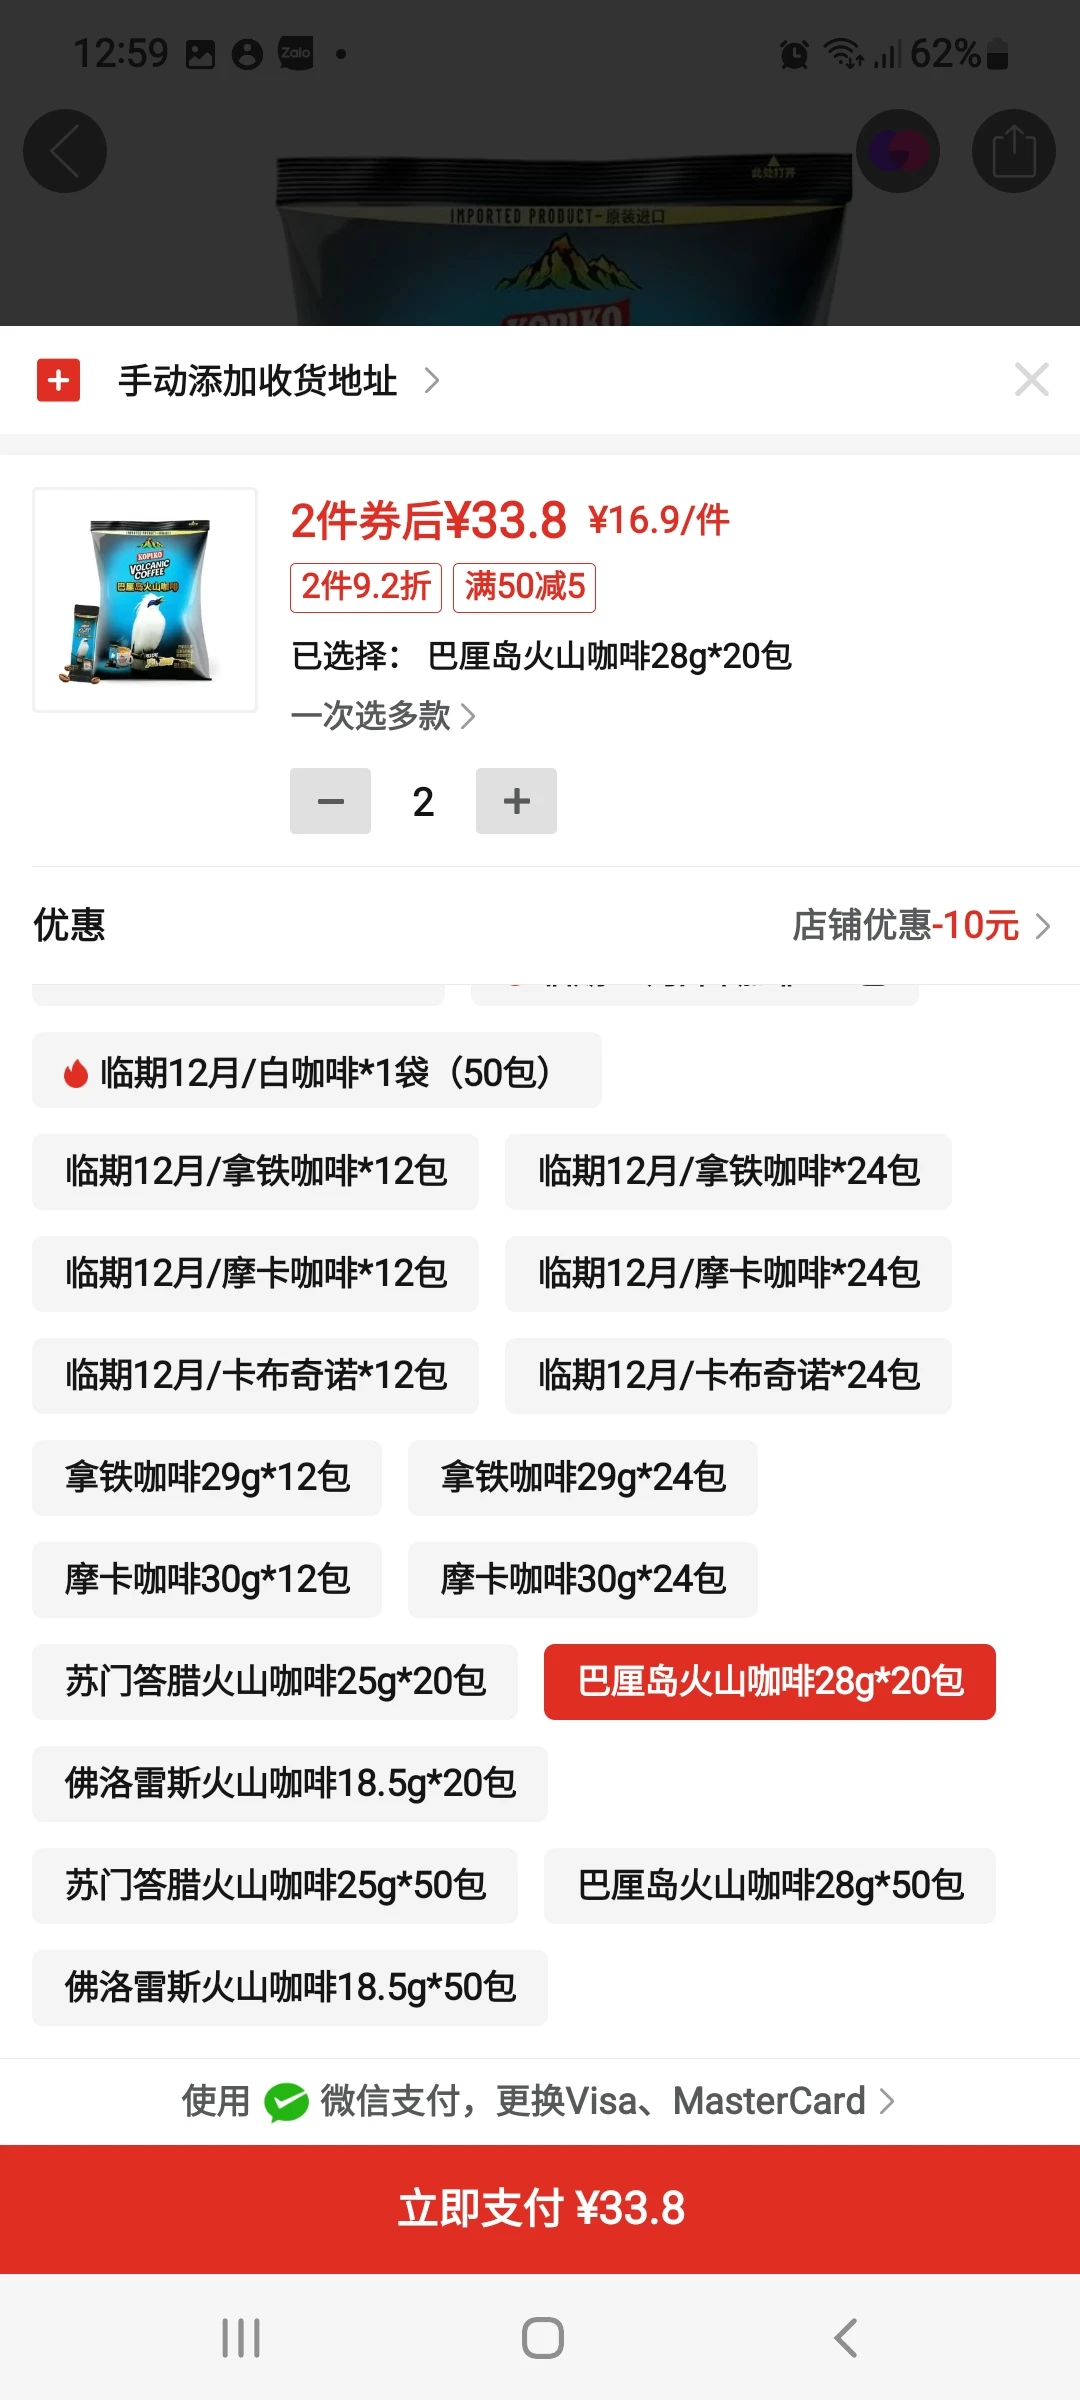 12:59
Zalo
62%
此处打开
IMPORTED PRODUCT-原装进口
KOPIKO
手动添加收货地址
KOPIKO
VOLCANIC
COFFEE
巴厘岛火山咖啡
2件券后¥33.8 ¥16.9/件
2件9.2折 满50减5
已选择： 巴厘岛火山咖啡28g*20包
一次选多款
2
优惠
店铺优惠-10元
临期12月/白咖啡*1袋（50包）
临期12月/拿铁咖啡*12包 临期12月/拿铁咖啡*24包
临期12月/摩卡咖啡*12包 临期12月/摩卡咖啡*24包
临期12月/卡布奇诺*12包 临期12月/卡布奇诺*24包
拿铁咖啡29g*12包 拿铁咖啡29g*24包
摩卡咖啡30g*12包 摩卡咖啡30g*24包
苏门答腊火山咖啡25g*20包 巴厘岛火山咖啡28g*20包
佛洛雷斯火山咖啡18.5g*20包
苏门答腊火山咖啡25g*50包 巴厘岛火山咖啡28g*50包
佛洛雷斯火山咖啡18.5g*50包
使用 微信支付，更换Visa、MasterCard
立即支付 ¥33.8